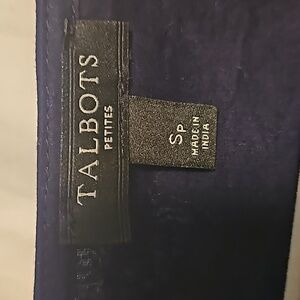 TALBOTS
PETITES
SP
MADE IN
INDIA